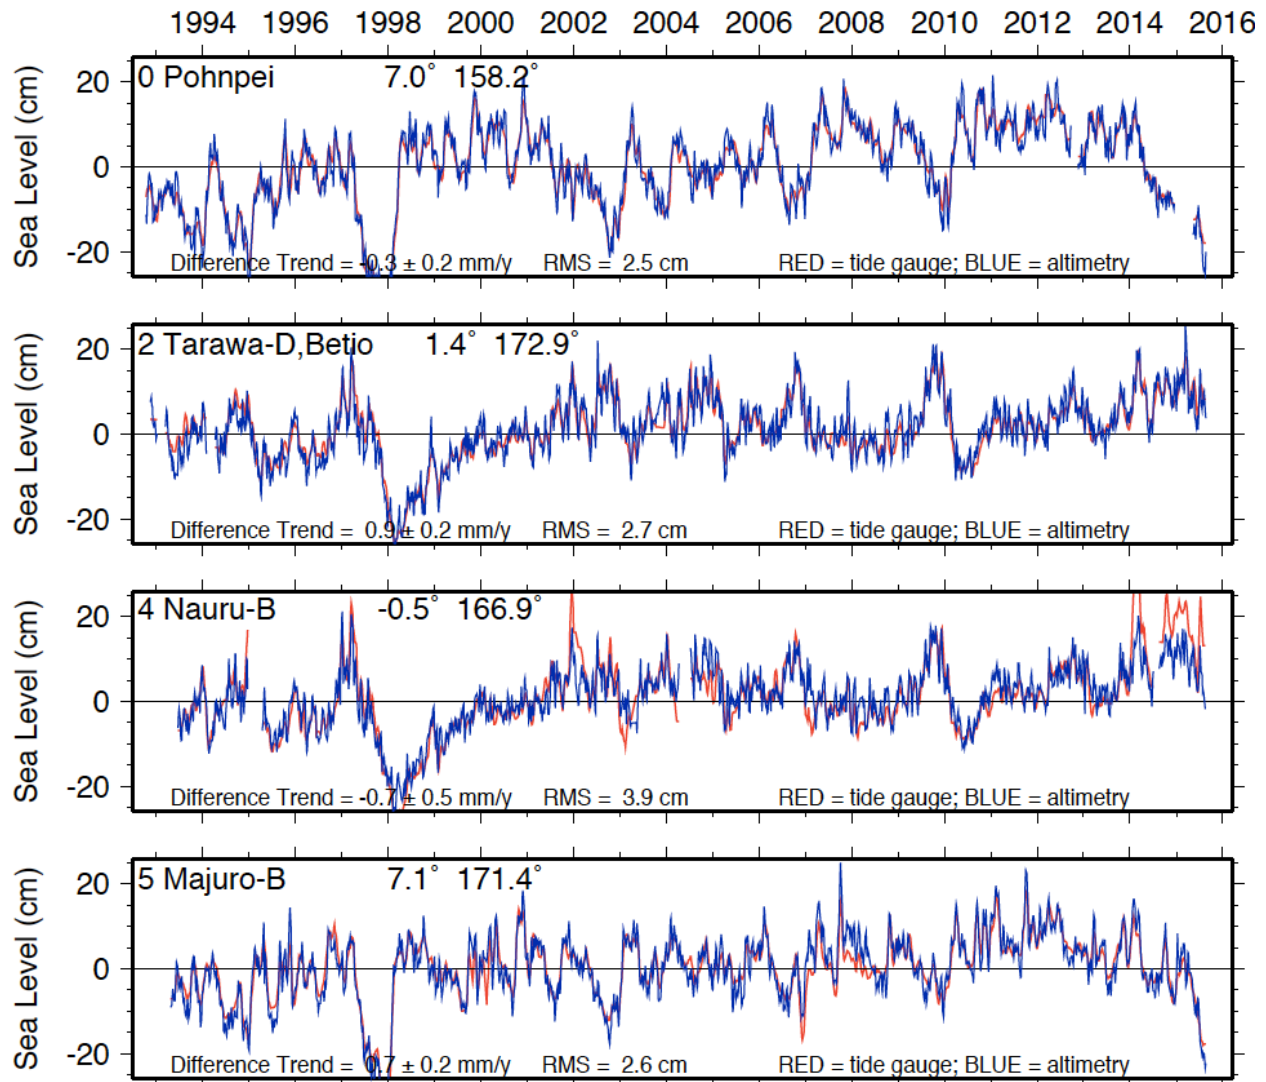 1994 1996 1998 2000 2002 2004 2006 2008 2010 2012 2014 2016
Sea Level (cm)
20
0
-20
0 Pohnpei 7.0° 158.2°
Difference Trend = -0.3 ± 0.2 mm/y RMS = 2.5 cm RED = tide gauge; BLUE = altimetry
Sea Level (cm)
20
0
-20
2 Tarawa-D,Betio 1.4° 172.9°
Difference Trend = 0.9 ± 0.2 mm/y RMS = 2.7 cm RED = tide gauge; BLUE = altimetry
Sea Level (cm)
20
0
-20
4 Nauru-B -0.5° 166.9°
Difference Trend = -0.7 ± 0.5 mm/y RMS = 3.9 cm RED = tide gauge; BLUE = altimetry
Sea Level (cm)
20
0
-20
5 Majuro-B 7.1° 171.4°
Difference Trend = 0.7 ± 0.2 mm/y RMS = 2.6 cm RED = tide gauge; BLUE = altimetry